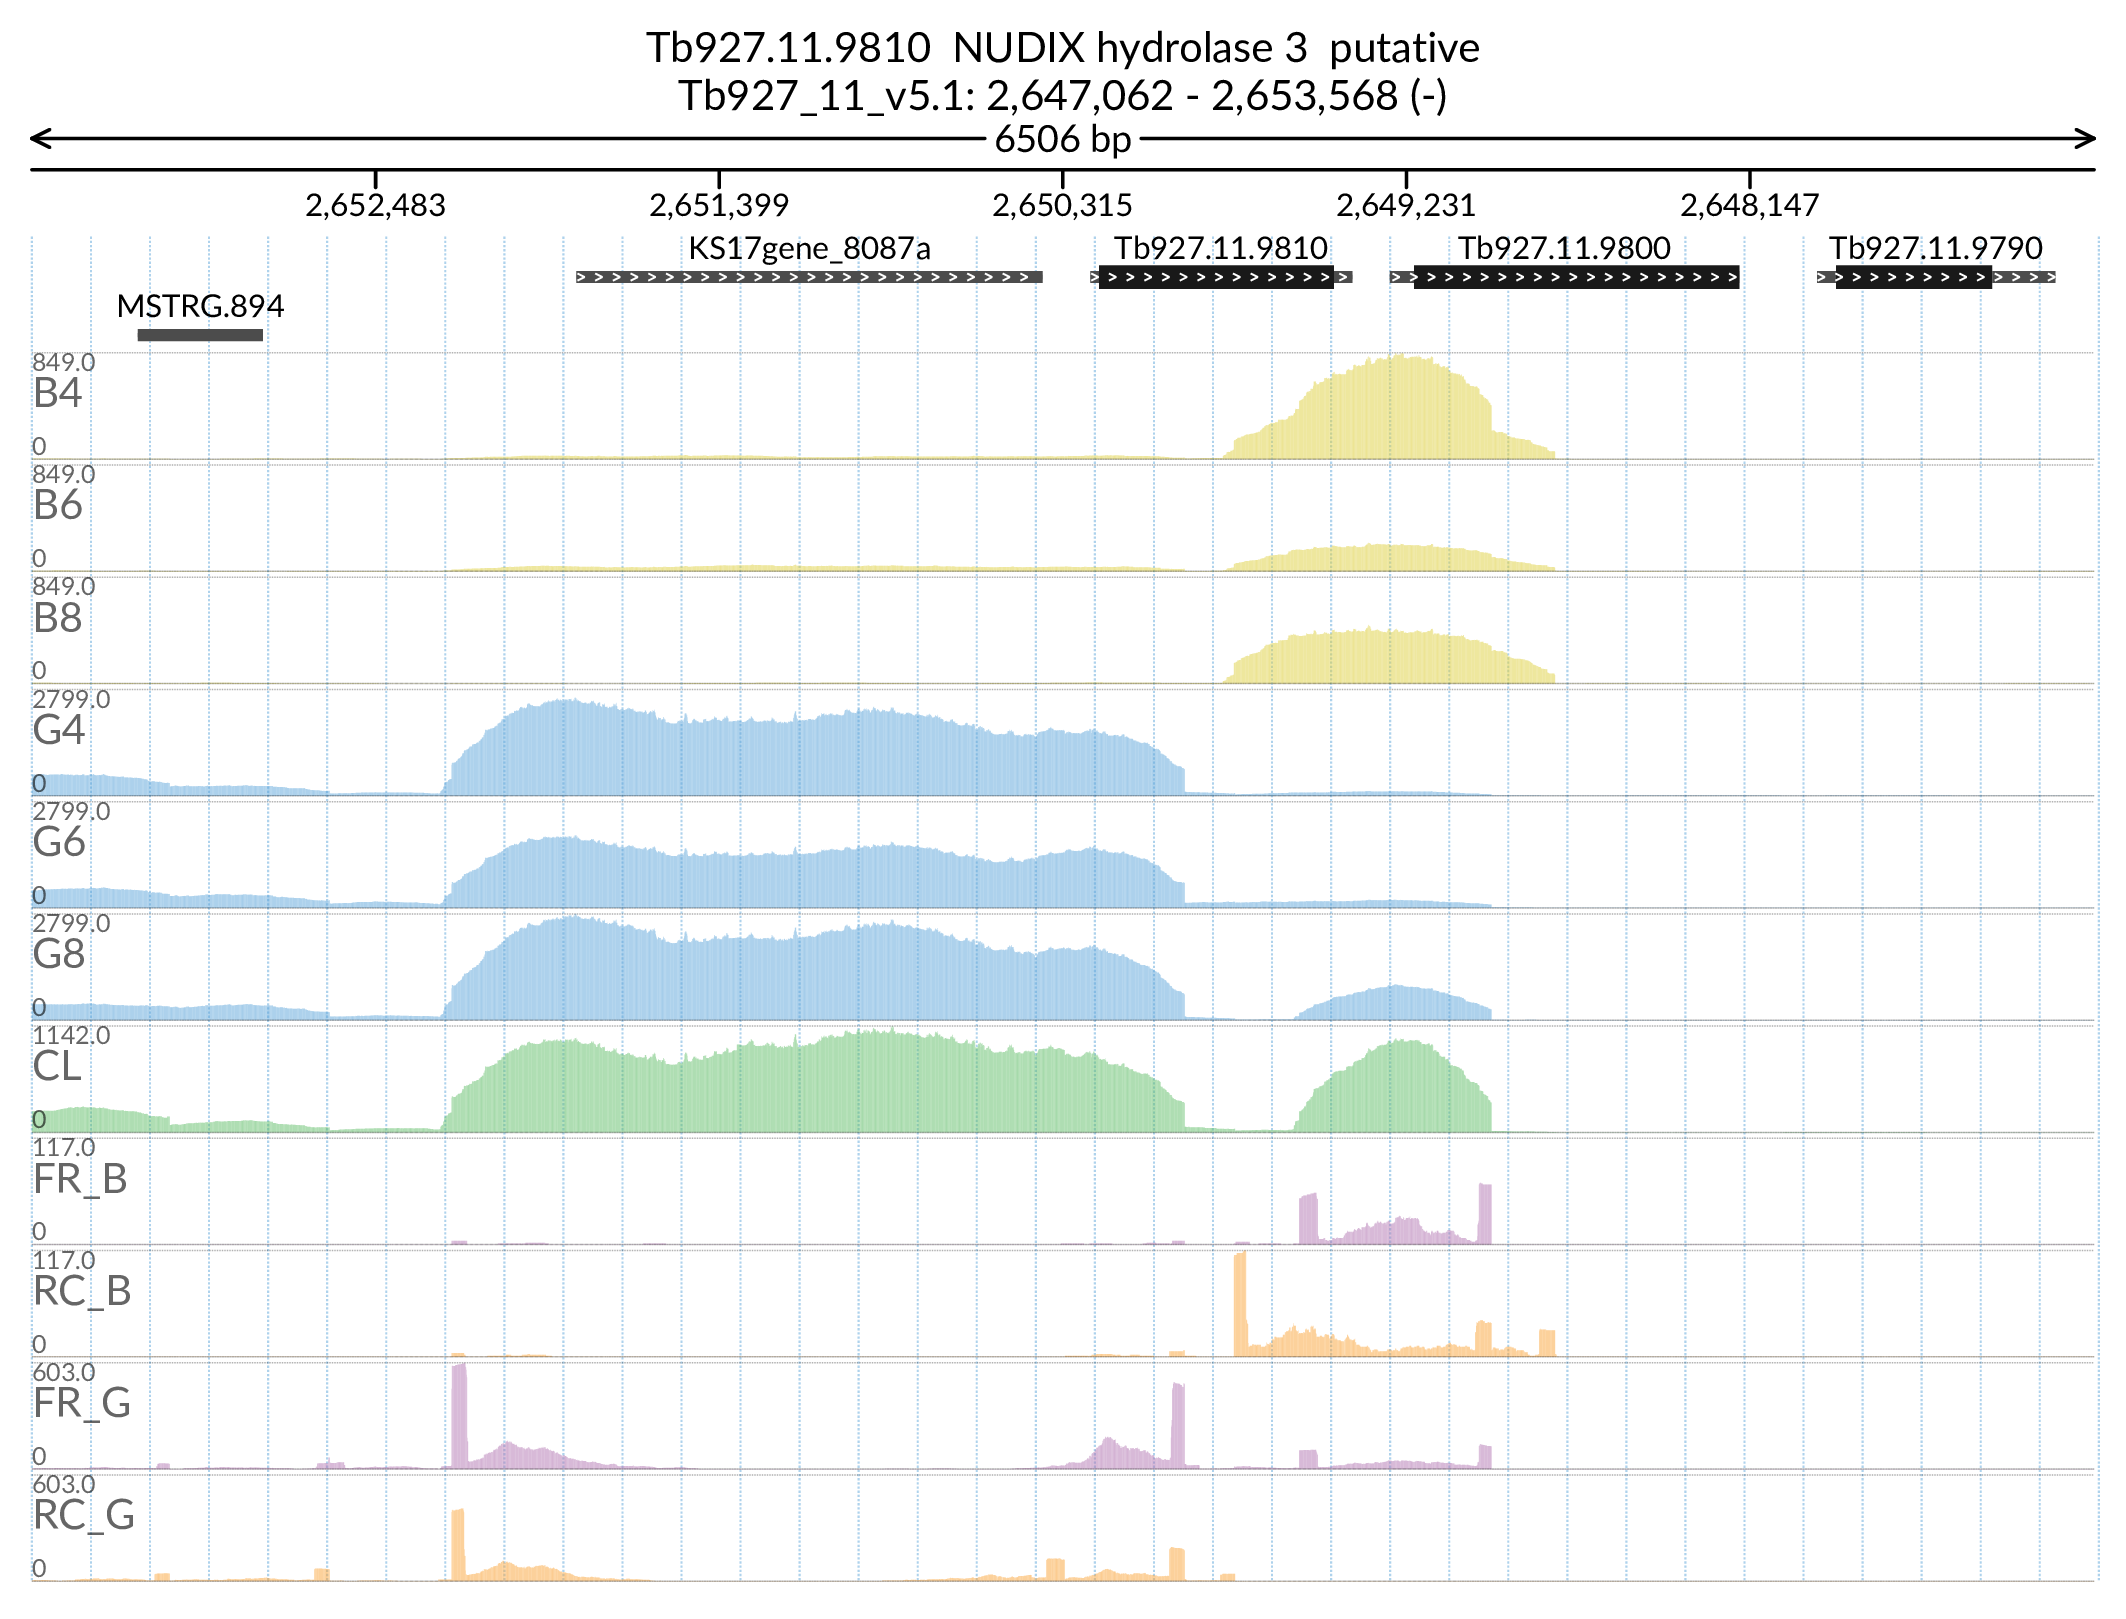 Tb927.11.9810  NUDIX hydrolase 3  putative
Tb927_11_v5.1: 2,647,062 - 2,653,568 (-)
6506 bp
2,652,483 2,651,399 2,650,315 2,649,231 2,648,147
KS17gene_8087a Tb927.11.9810 Tb927.11.9800 Tb927.11.9790
MSTRG.894
849.0
B4
0
849.0
B6
0
849.0
B8
0
2799.0
G4
0
2799.0
G6
0
2799.0
G8
0
1142.0
CL
0
117.0
FR_B
0
117.0
RC_B
0
603.0
FR_G
0
603.0
RC_G
0